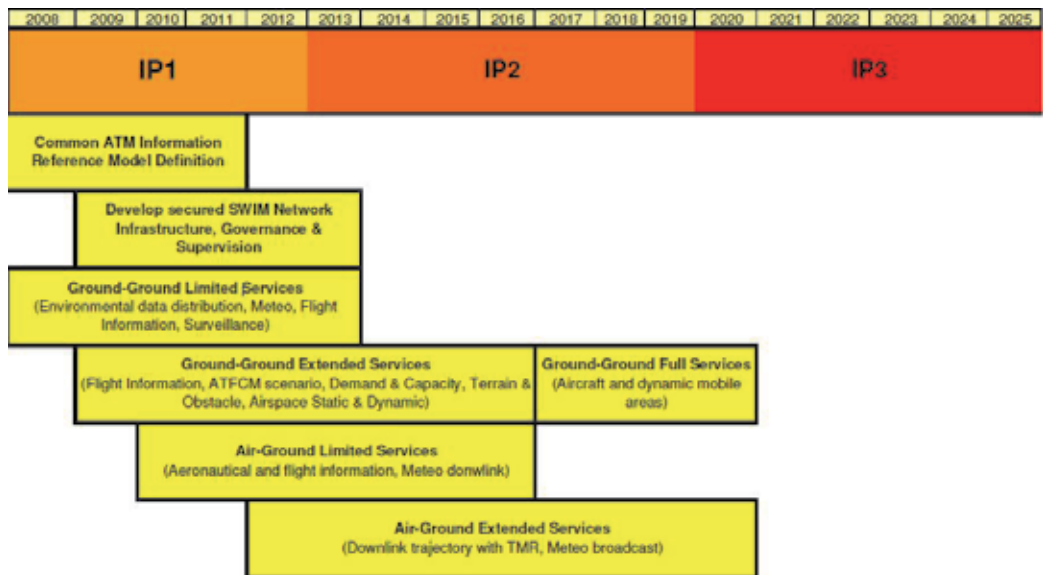 2008 2009 2010 2011 2012 2013 2014 2015 2016 2017 2018 2019 2020 2021 2022 2023 2024 2025
IP1 IP2 IP3
Common ATM Information
Reference Model Definition
Develop secured SWIM Network
Infrastructure, Governance &
Supervision
Ground-Ground Limited Services
(Environmental data distribution, Meteo, Flight
Information, Surveillance)
Ground-Ground Extended Services
(Flight Information, ATFCM scenario, Demand & Capacity, Terrain &
Obstacle, Airspace Static & Dynamic)
Ground-Ground Full Services
(Aircraft and dynamic mobile
areas)
Air-Ground Limited Services
(Aeronautical and flight information, Meteo donwlink)
Air-Ground Extended Services
(Downlink trajectory with TMR, Meteo broadcast)